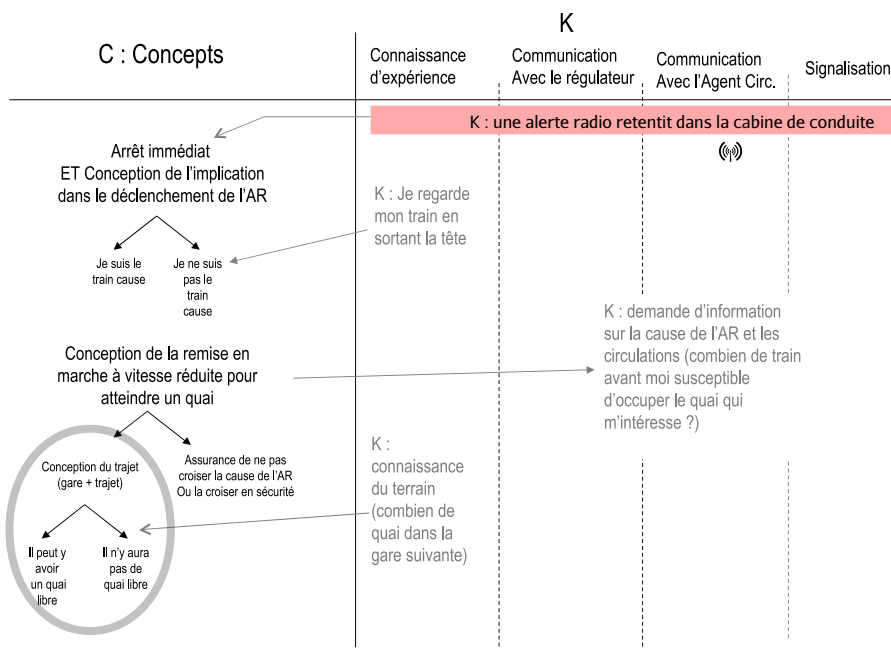 K
C : Concepts
Connaissance
d'expérience
Communication
Avec le régulateur
Communication
Avec l'Agent Circ.
Signalisation
K : une alerte radio retentit dans la cabine de conduite
Arrêt immédiat
ET Conception de l'implication
dans le déclenchement de l'AR
K : Je regarde
mon train en
sortant la tête
Je suis le
train cause
Je ne suis
pas le
train
cause
K : demande d'information
sur la cause de l'AR et les
circulations (combien de train
avant moi susceptible
d'occuper le quai qui
m'intéresse ?)
Conception de la remise en
marche à vitesse réduite pour
atteindre un quai
Conception du trajet
(gare + trajet)
Assurance de ne pas
croiser la cause de l'AR
Ou la croiser en sécurité
K :
connaissance
du terrain
(combien de
quai dans la
gare suivante)
Il peut y
avoir
un quai
libre
Il n'y aura
pas de
quai libre